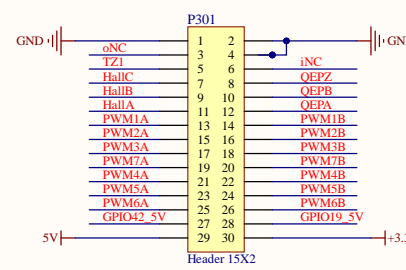 P301
GND 1 2 GN
oNC 3 4
TZ1 5 6 iNC
HallC 7 8 QEPZ
HallB 9 10 QEPB
HallA 11 12 QEPA
PWM1A 13 14 PWM1B
PWM2A 15 16 PWM2B
PWM3A 17 18 PWM3B
PWM7A 19 20 PWM7B
PWM4A 21 22 PWM4B
PWM5A 23 24 PWM5B
PWM6A 25 26 PWM6B
GPIO42_5V 27 28 GPIO19_5V
5V 29 30 +3.3
Header 15X2